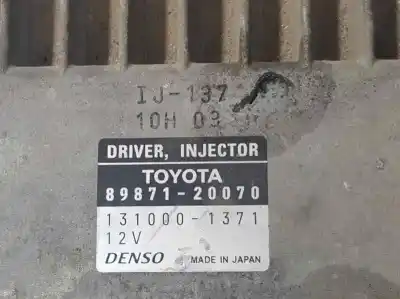 IJ-137
10H 03
DRIVER, INJECTOR
TOYOTA
89871-20070
131000-1371
12V
DENSO MADE IN JAPAN